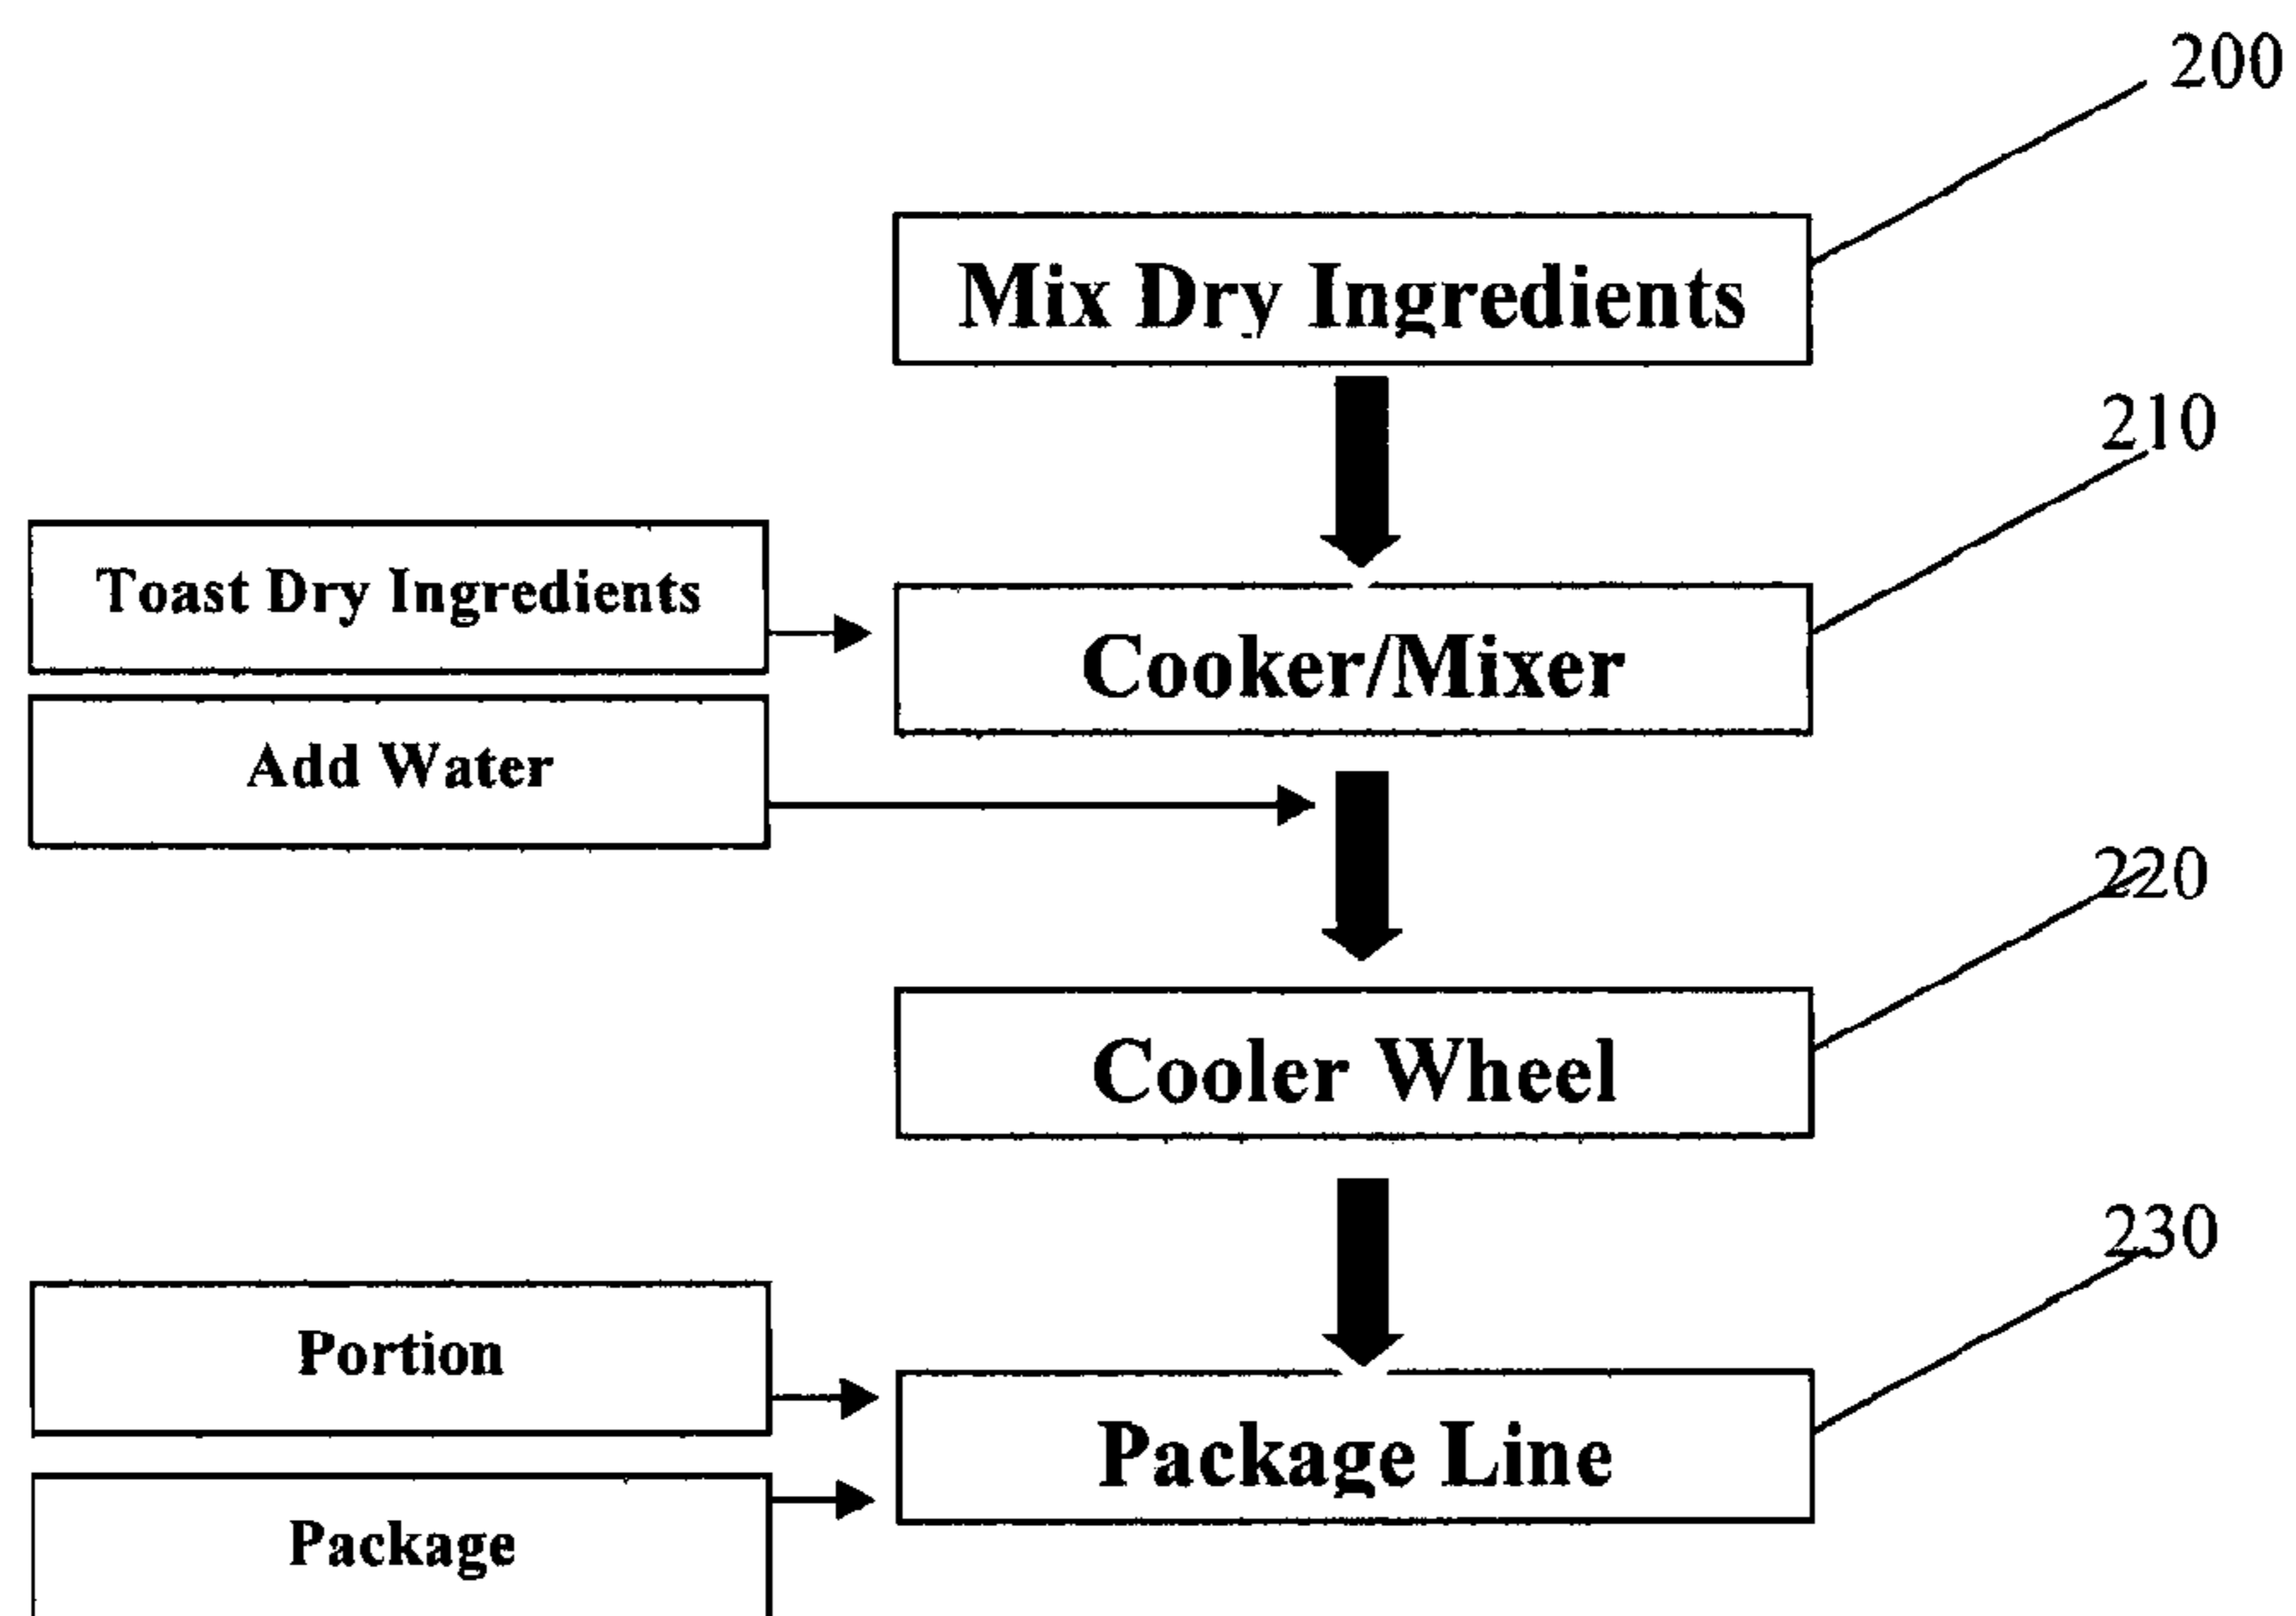 200
Mix Dry Ingredients
210
Toast Dry Ingredients
Cooker/Mixer
Add Water
220
Cooler Wheel
230
Portion
Package Line
Package